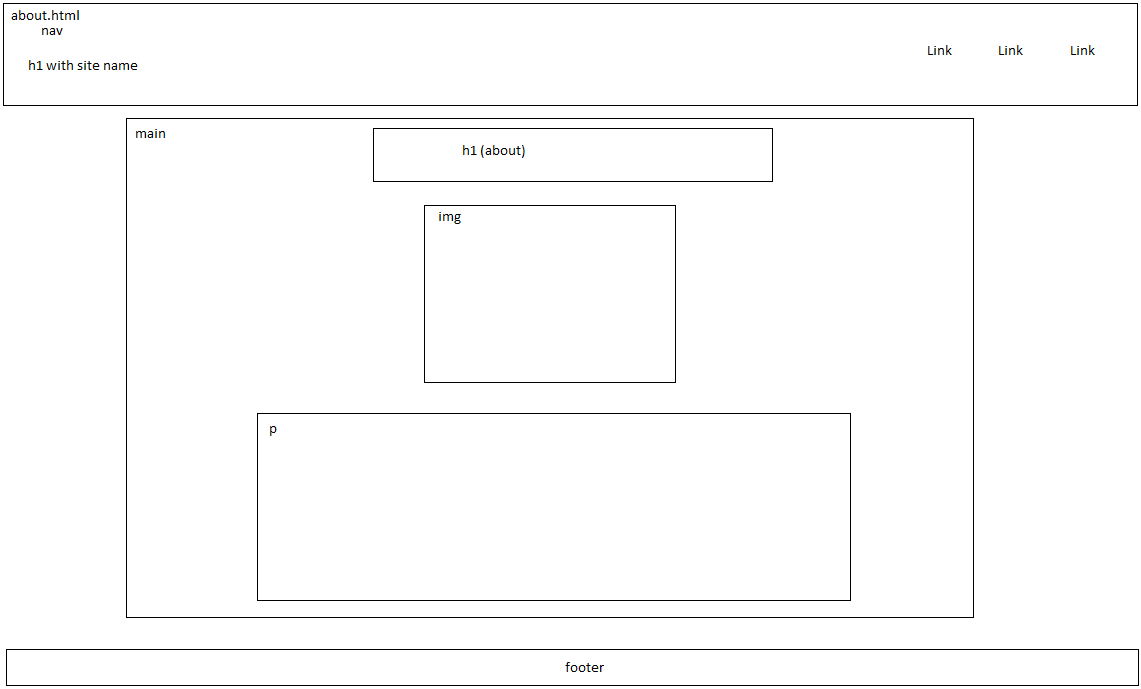 about.html
nav
h1 with site name
Link
Link
Link
main
h1 (about)
img
p
footer